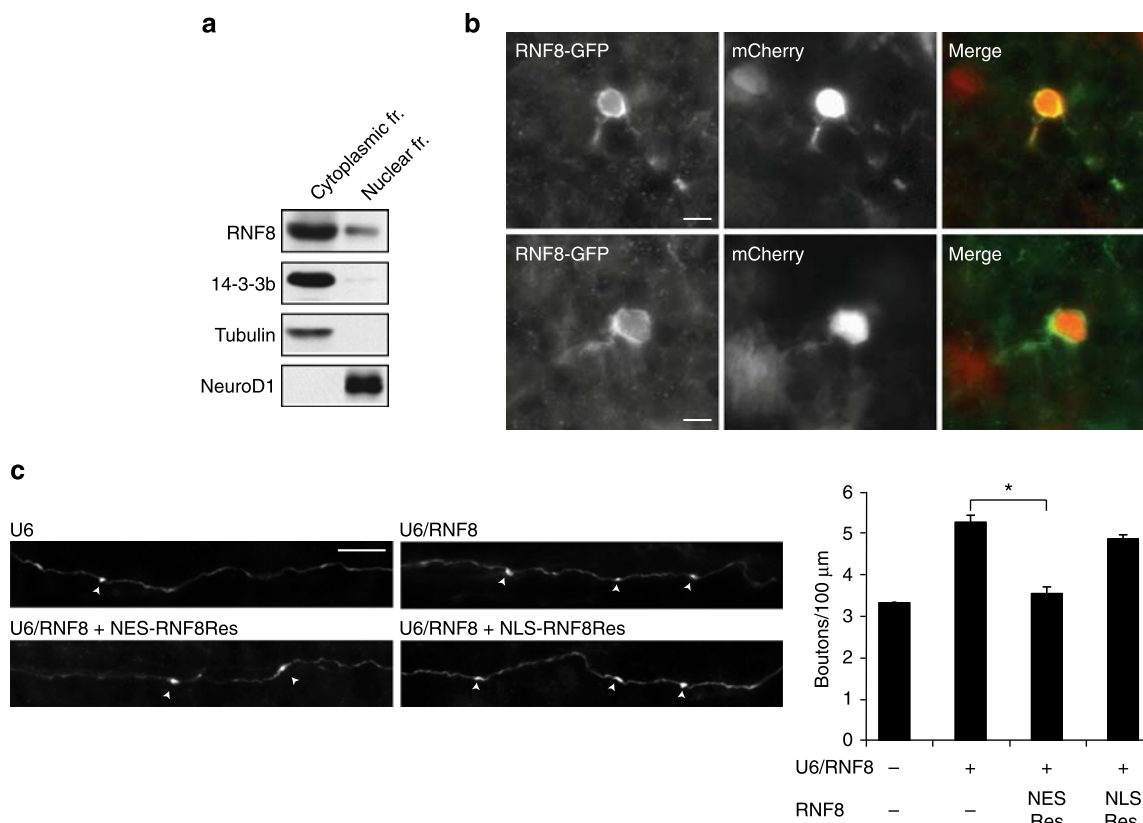 a
Cytoplasmic fr.
Nuclear fr.
RNF8
14-3-3b
Tubulin
NeuroD1
b
RNF8-GFP
mCherry
Merge
RNF8-GFP
mCherry
Merge
c
U6
U6/RNF8
U6/RNF8 + NES-RNF8Res
U6/RNF8 + NLS-RNF8Res
Boutons/100 μm
6
5
4
3
2
1
0
*
U6/RNF8 – + + +
RNF8 – – NES NLS
Res Res